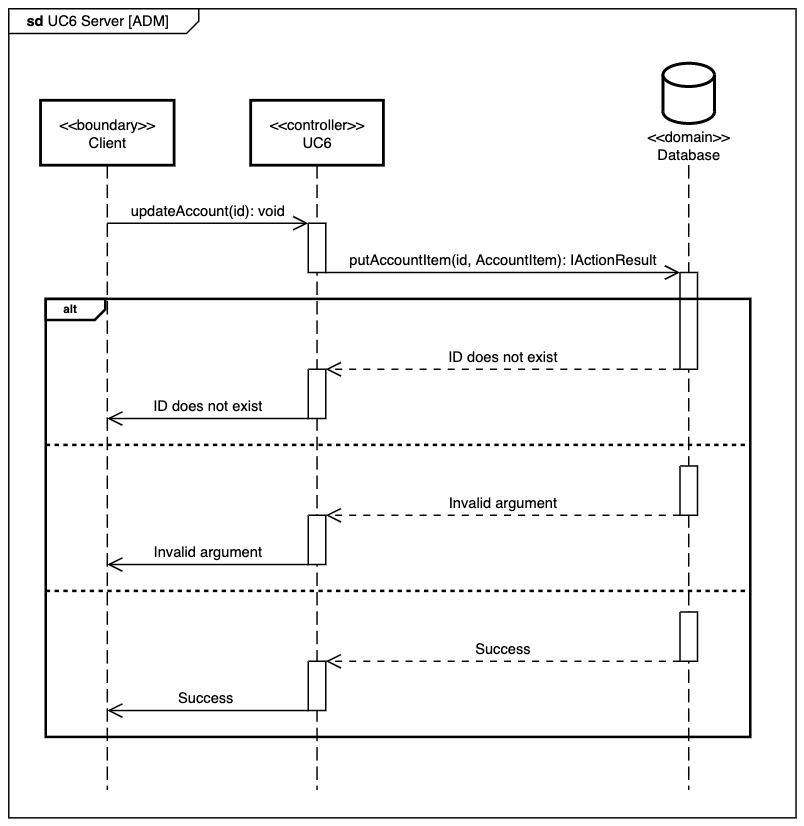 sd UC6 Server [ADM]
<<boundary>>
Client
<<controller>>
UC6
<<domain>>
Database
updateAccount(id): void
putAccountItem(id, AccountItem): IActionResult
alt
ID does not exist
ID does not exist
Invalid argument
Invalid argument
Success
Success